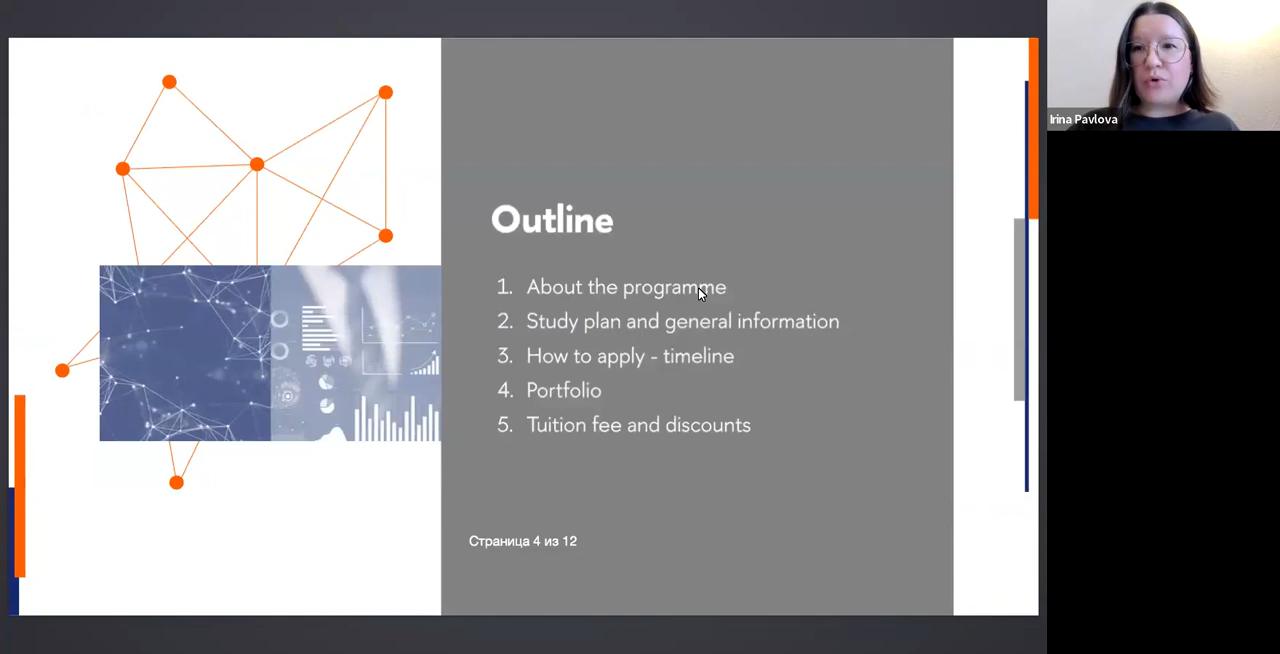 Outline
1. About the programme
2. Study plan and general information
3. How to apply - timeline
4. Portfolio
5. Tuition fee and discounts
Страница 4 из 12
Irina Pavlova